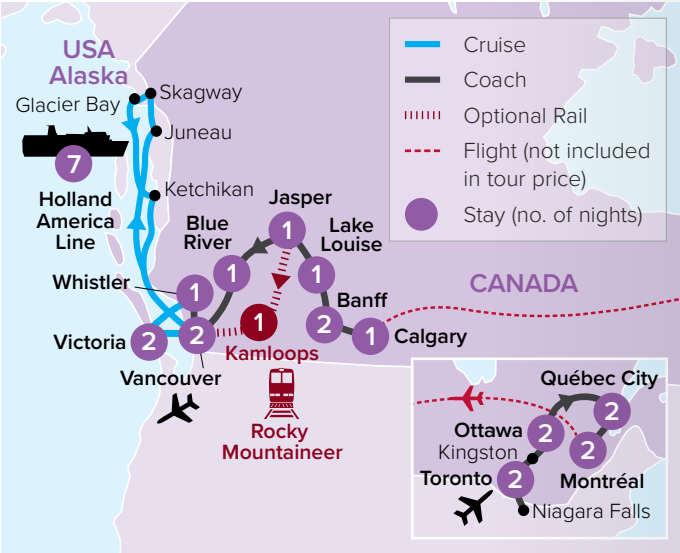 USA
Alaska
Glacier Bay
Skagway
Juneau
Ketchikan
7
Holland
America
Line
Cruise
Coach
Optional Rail
Flight (not included
in tour price)
Stay (no. of nights)
Jasper
1
Blue
River
1
Lake
Louise
1
Whistler
1
Banff
2
CANADA
Victoria
2
2
Vancouver
1
Kamloops
1
Calgary
Rocky
Mountaineer
Québec City
2
Ottawa
2
Kingston
2
Montréal
Toronto
2
Niagara Falls